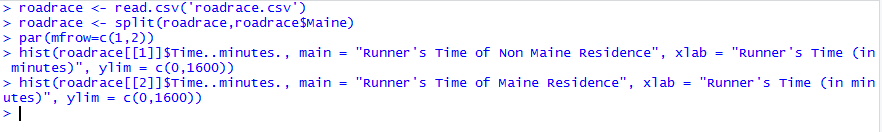 > roadrace <- read.csv('roadrace.csv')
> roadrace <- split(roadrace,roadrace$Maine)
> par(mfrow=c(1,2))
> hist(roadrace[[1]]$Time..minutes., main = "Runner's Time of Non Maine Residence", xlab = "Runner's Time (in
 minutes)", ylim = c(0,1600))
> hist(roadrace[[2]]$Time..minutes., main = "Runner's Time of Maine Residence", xlab = "Runner's Time (in min
utes)", ylim = c(0,1600))
>